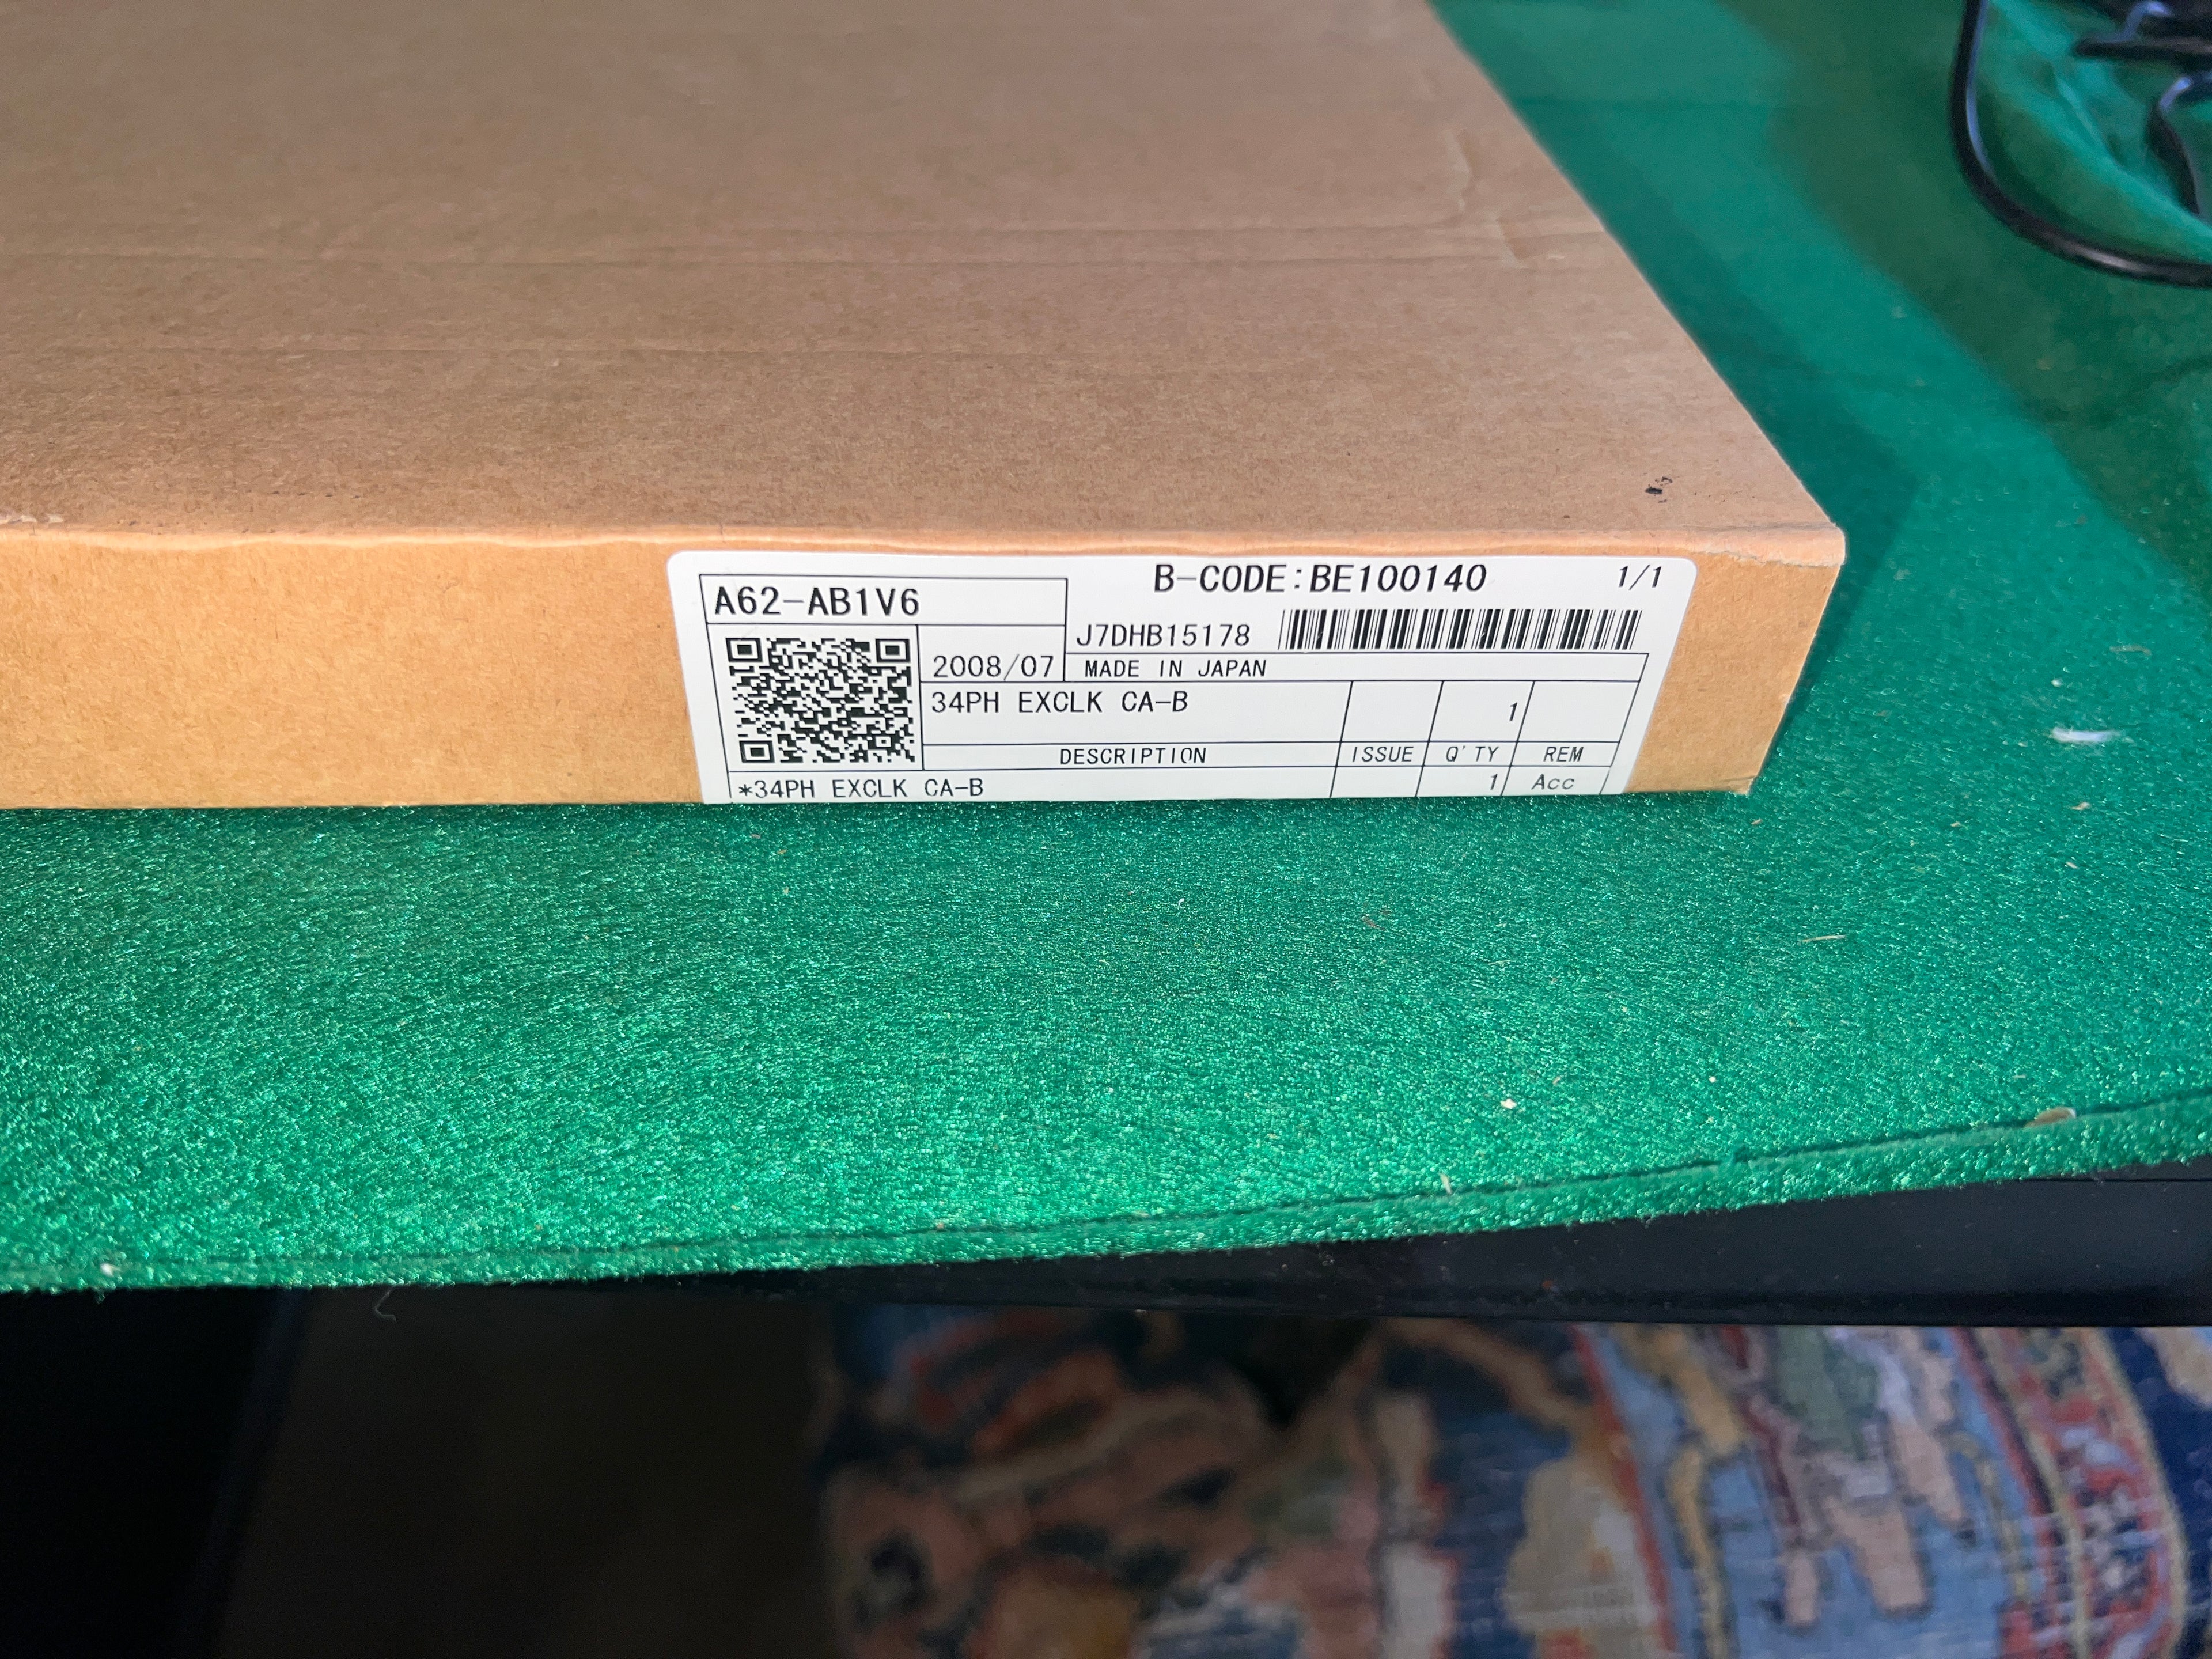 B-CODE:BE100140 1/1
A62-AB1V6
J7DHB15178
2008/07 MADE IN JAPAN
34PH EXCLK CA-B 1
DESCRIPTION ISSUE Q'TY REM
*34PH EXCLK CA-B 1 Acc